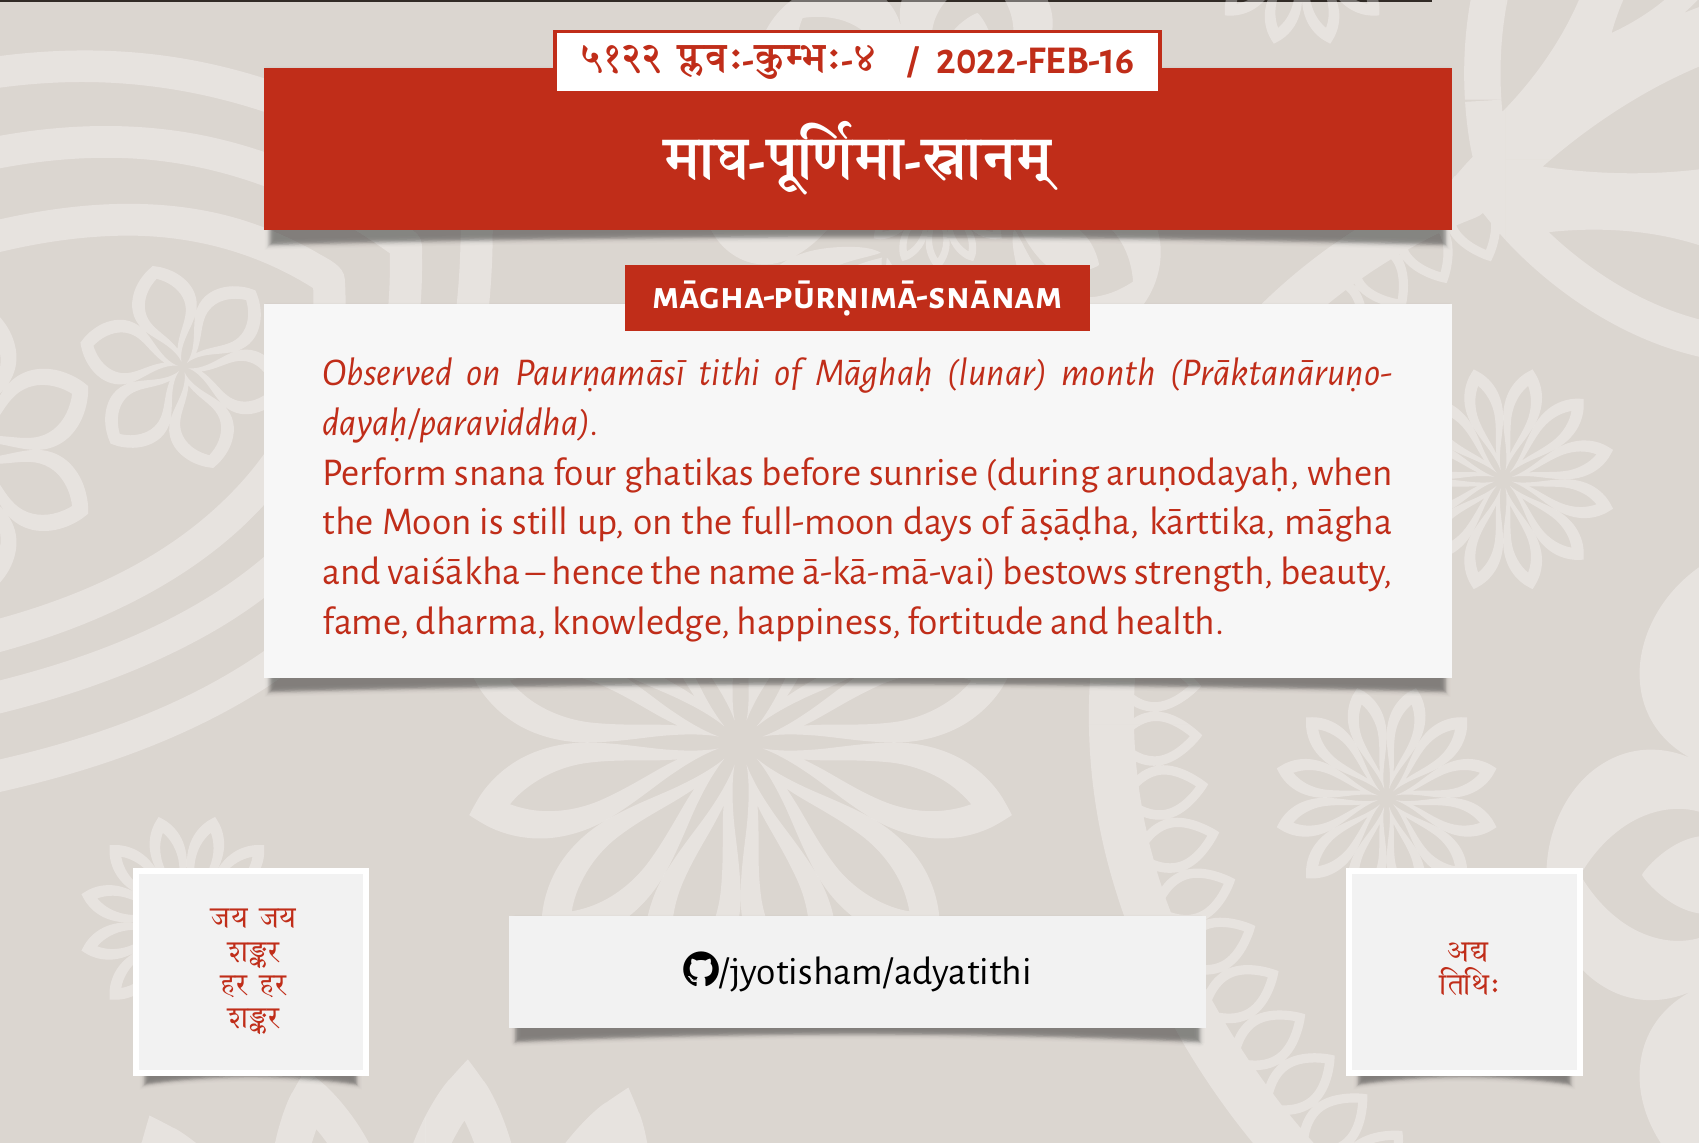 ५१२२ प्लवः-कुम्भः-४ / 2022-FEB-16
माघ-पूर्णिमा-स्नानम्
MĀGHA-PŪRṆIMĀ-SNĀNAM
Observed on Paurṇamāsī tithi of Māghaḥ (lunar) month (Prāktanāruṇo-
dayaḥ/paraviddha).
Perform snana four ghatikas before sunrise (during aruṇodayaḥ, when
the Moon is still up, on the full-moon days of āṣāḍha, kārttika, māgha
and vaiśākha – hence the name ā-kā-mā-vai) bestows strength, beauty,
fame, dharma, knowledge, happiness, fortitude and health.
जय जय
शङ्कर
हर हर
शङ्कर
/jyotisham/adyatithi
अद्य
तिथिः